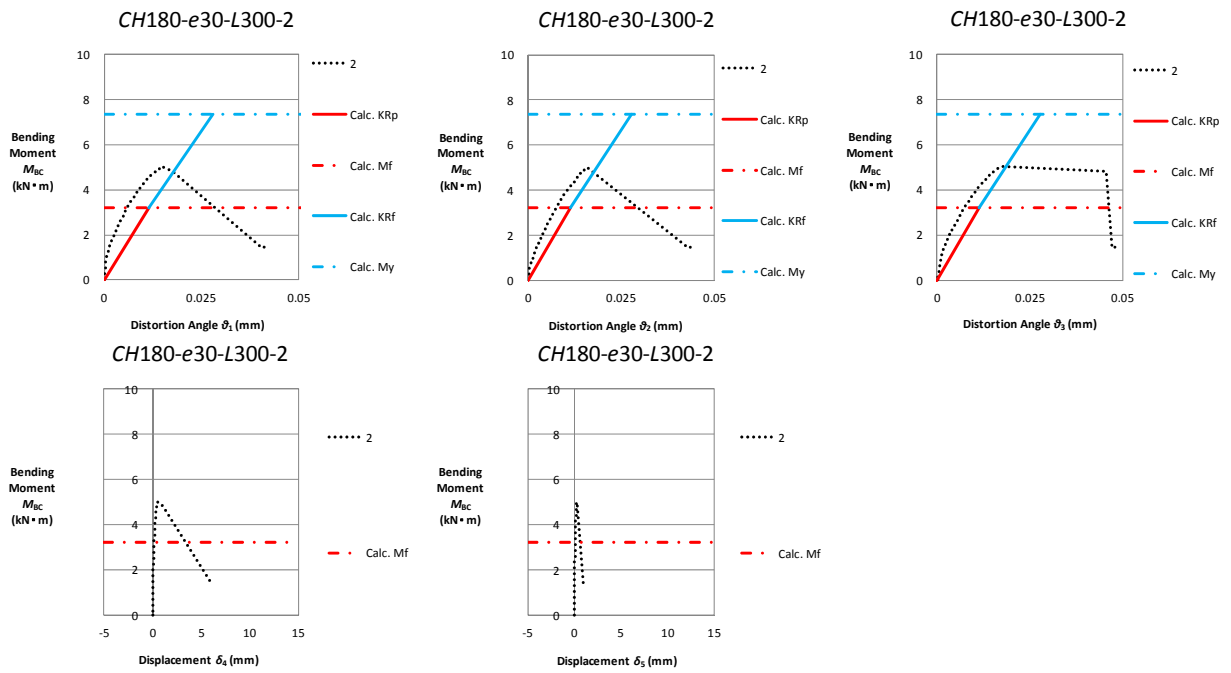 CH180-e30-L300-2
10
8
6
4
2
0
0
0.025
0.05
Bending
Moment
MBC
(kN・m)
Distortion Angle ϑ1 (mm)
2
Calc. KRp
Calc. Mf
Calc. KRf
Calc. My
CH180-e30-L300-2
10
8
6
4
2
0
0
0.025
0.05
Bending
Moment
MBC
(kN・m)
Distortion Angle ϑ2 (mm)
2
Calc. KRp
Calc. Mf
Calc. KRf
Calc. My
CH180-e30-L300-2
10
8
6
4
2
0
0
0.025
0.05
Bending
Moment
MBC
(kN・m)
Distortion Angle ϑ3 (mm)
2
Calc. KRp
Calc. Mf
Calc. KRf
Calc. My
CH180-e30-L300-2
10
8
6
4
2
0
-5
0
5
10
15
Bending
Moment
MBC
(kN・m)
Displacement δ4 (mm)
2
Calc. Mf
CH180-e30-L300-2
10
8
6
4
2
0
-5
0
5
10
15
Bending
Moment
MBC
(kN・m)
Displacement δ5 (mm)
2
Calc. Mf